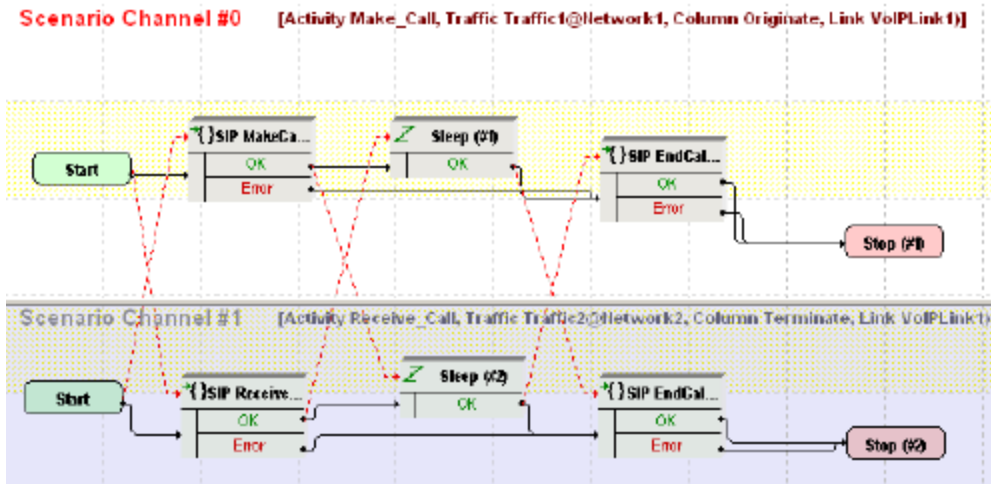 Scenario Channel #0 [Activity Make_Call, Traffic Traffic1@Network1, Column Originate, Link VoIPLink1)]
{}SIP MakeCa... Sleep (#1)
{}SIP EndCal...
Start OK OK
Error OK
Error
Stop (#1)
Scenario Channel #1 [Activity Receive_Call, Traffic Traffic2@Network2, Column Terminate, Link VoIPLink1)
Sleep (#2)
Start {}SIP Receive... OK {}SIP EndCal...
OK OK
Error Error Stop (#2)